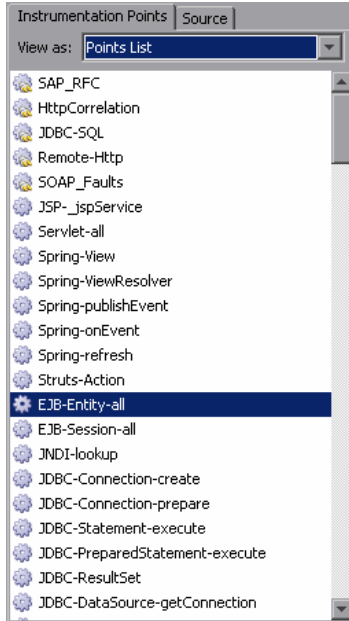 Instrumentation Points Source
View as: Points List
SAP_RFC
HttpCorrelation
JDBC-SQL
Remote-Http
SOAP_Faults
JSP-_jspService
Servlet-all
Spring-View
Spring-ViewResolver
Spring-publishEvent
Spring-onEvent
Spring-refresh
Struts-Action
EJB-Entity-all
EJB-Session-all
JNDI-lookup
JDBC-Connection-create
JDBC-Connection-prepare
JDBC-Statement-execute
JDBC-PreparedStatement-execute
JDBC-ResultSet
JDBC-DataSource-getConnection